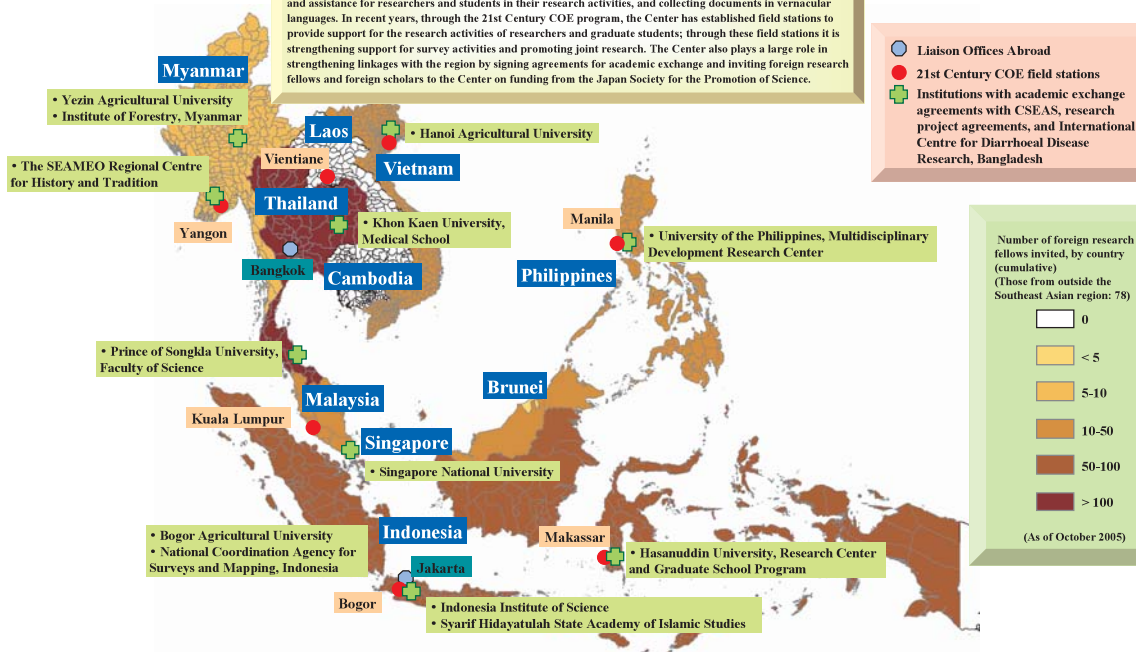 and assistance for researchers and students in their research activities, and collecting documents in vernacular
languages. In recent years, through the 21st Century COE program, the Center has established field stations to
provide support for the research activities of researchers and graduate students; through these field stations it is
strengthening support for survey activities and promoting joint research. The Center also plays a large role in
strengthening linkages with the region by signing agreements for academic exchange and inviting foreign research
fellows and foreign scholars to the Center on funding from the Japan Society for the Promotion of Science.
Liaison Offices Abroad
21st Century COE field stations
Institutions with academic exchange
agreements with CSEAS, research
project agreements, and International
Centre for Diarrhoeal Disease
Research, Bangladesh
Myanmar
• Yezin Agricultural University
• Institute of Forestry, Myanmar
Laos
• Hanoi Agricultural University
Vientiane
Vietnam
• The SEAMEO Regional Centre
for History and Tradition
Thailand
Yangon
• Khon Kaen University,
Medical School
Manila
• University of the Philippines, Multidisciplinary
Development Research Center
Bangkok
Cambodia
Philippines
Number of foreign research
fellows invited, by country
(cumulative)
(Those from outside the
Southeast Asian region: 78)
0
< 5
5-10
10-50
50-100
> 100
(As of October 2005)
• Prince of Songkla University,
Faculty of Science
Malaysia
Brunei
Kuala Lumpur
Singapore
• Singapore National University
Indonesia
• Bogor Agricultural University
• National Coordination Agency for
Surveys and Mapping, Indonesia
Makassar
• Hasanuddin University, Research Center
and Graduate School Program
Jakarta
Bogor
• Indonesia Institute of Science
• Syarif Hidayatulah State Academy of Islamic Studies